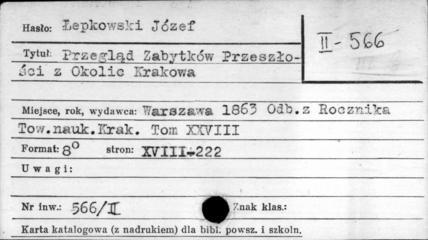 Hasło: Łepkowski Józef
II-566
Tytuł: Przegląd Zabytków Przeszło-
ści z Okolic Krakowa
Miejsce, rok, wydawca: Warszawa 1863 Odb.z Rocznika
Tow.nauk.Krak. Tom XXVIII
Format: 8° stron: XVIII-222
Uwagi:
Nr inw.: 566/II Znak klas.:
Karta katalogowa (z nadrukiem) dla bibl. powsz. i szkoln.